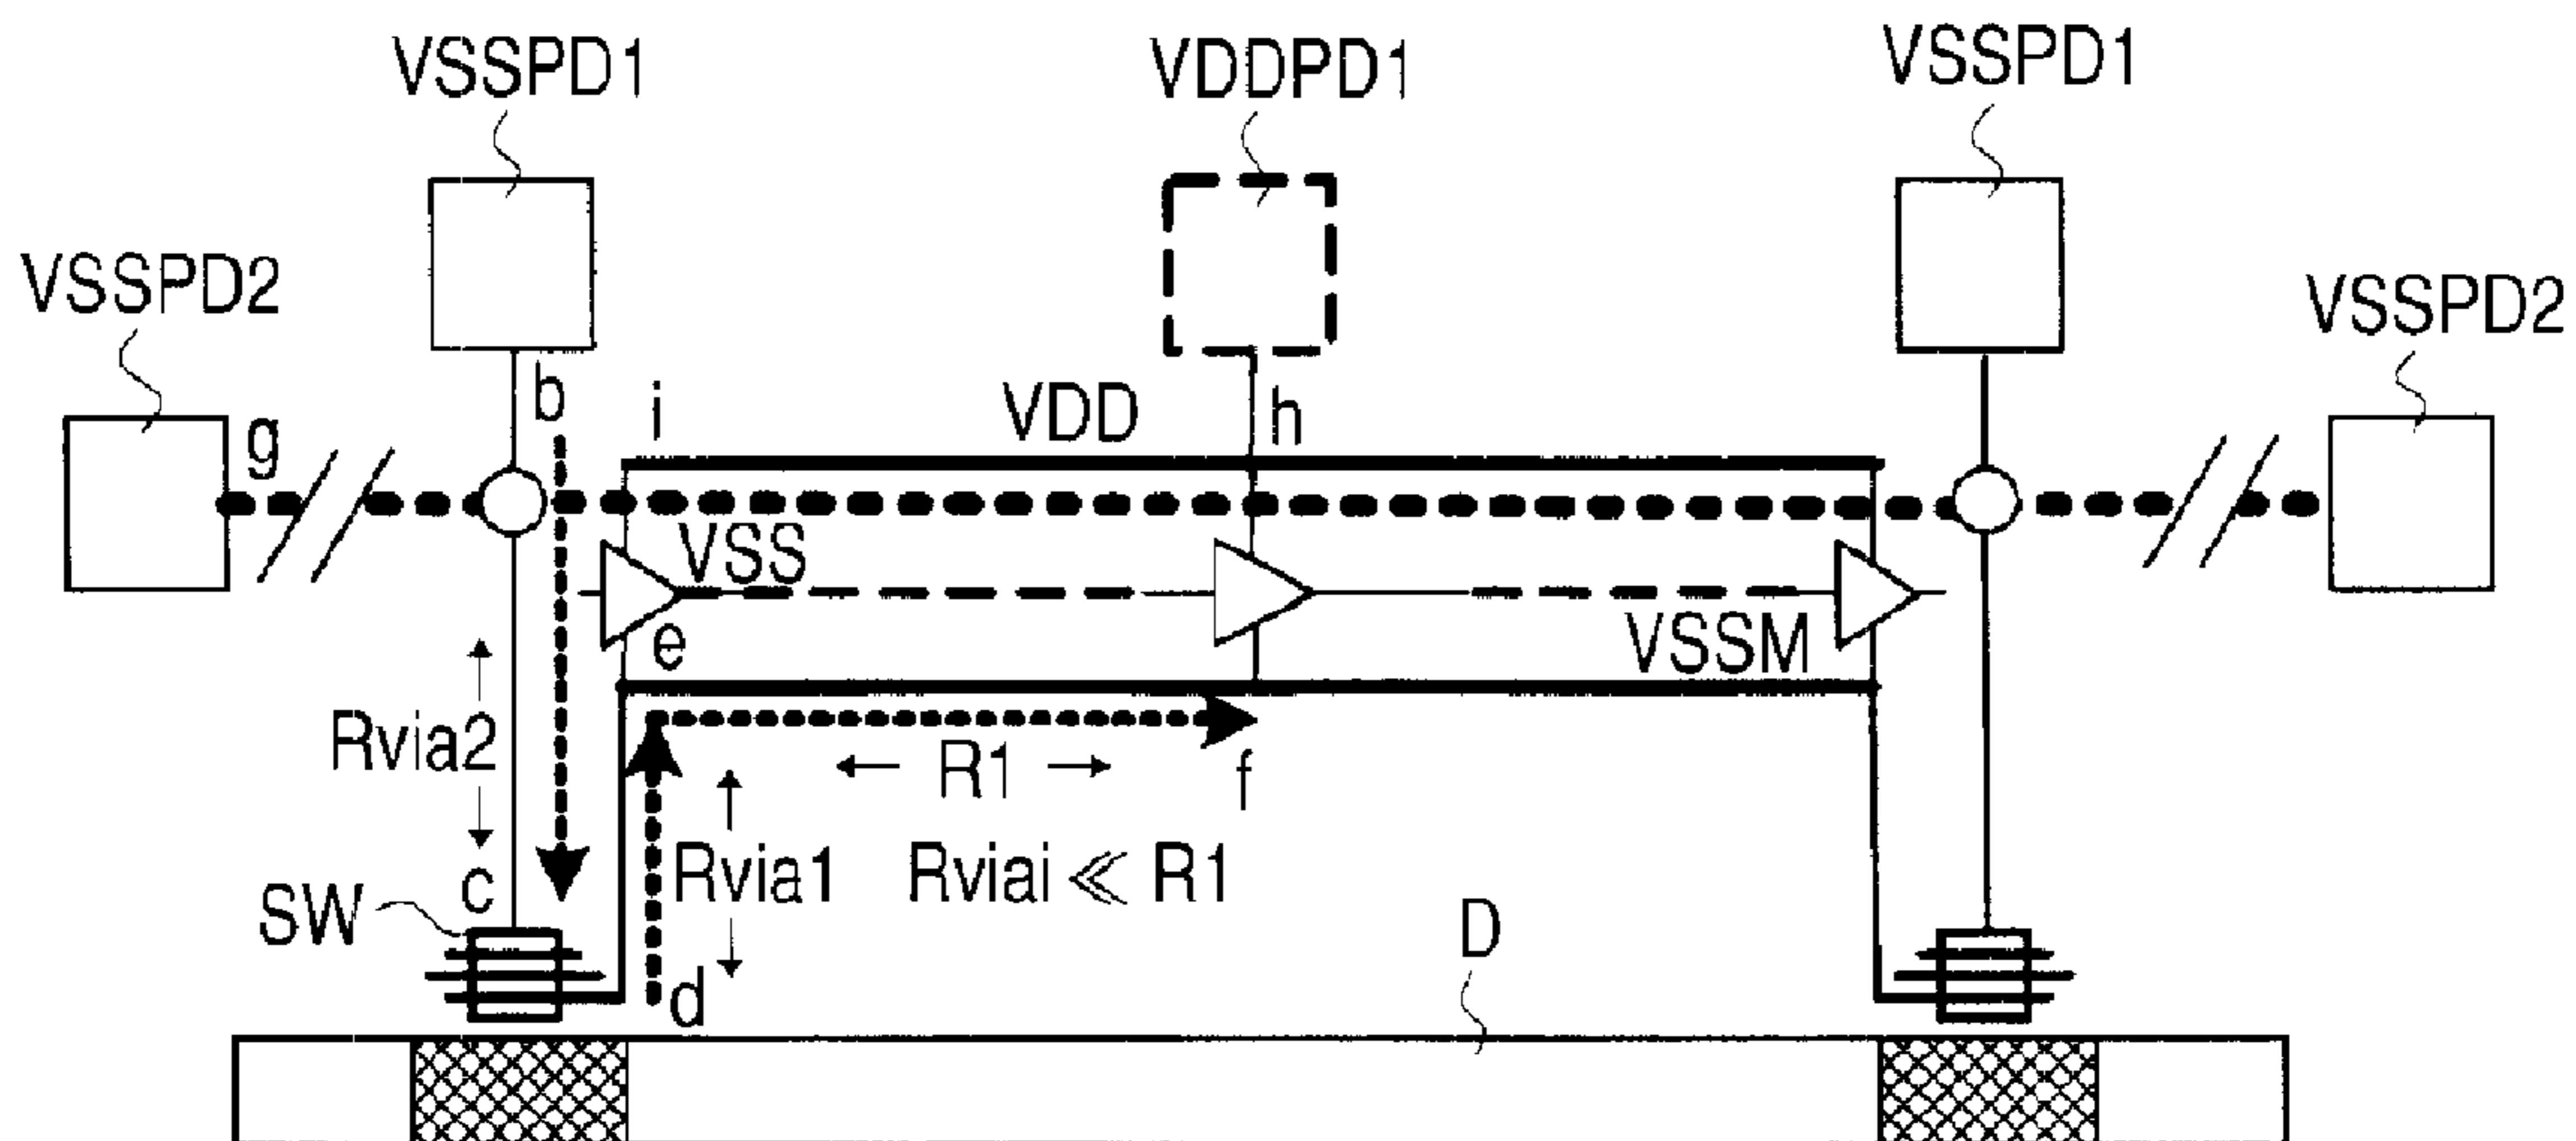 VSSPD1
VDDPD1
VSSPD1
VSSPD2
VSSPD2
b
i
VDD
h
g
VSS
e
VSSM
Rvia2
R1
f
c
Rvia1
Rviai ≪ R1
SW
D
d